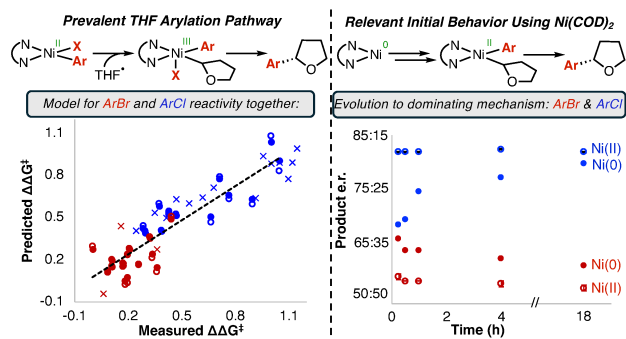 Prevalent THF Arylation Pathway
N
N
Ni
II
X
Ar
THF•
N
N
Ni
III
Ar
X
O
Ar
O
Model for ArBr and ArCl reactivity together:
Predicted ΔΔG‡
1.1
0.8
0.5
0.2
-0.1
-0.1
0.2
0.5
0.8
1.1
Measured ΔΔG‡
Relevant Initial Behavior Using Ni(COD)2
N
N
Ni
0
N
N
Ni
II
Ar
O
Ar
O
Evolution to dominating mechanism: ArBr & ArCl
Product e.r.
85:15
75:25
65:35
50:50
Ni(II)
Ni(0)
Ni(0)
Ni(II)
0
2
4
//
18
Time (h)